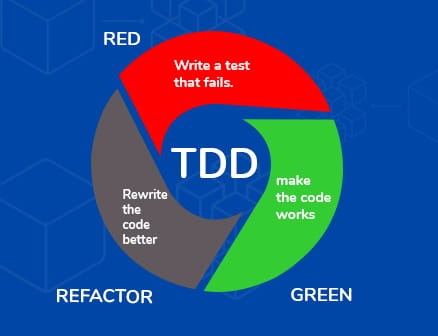 RED
Write a test
that fails.
TDD
make
the code
works
Rewrite
the
code
better
REFACTOR
GREEN